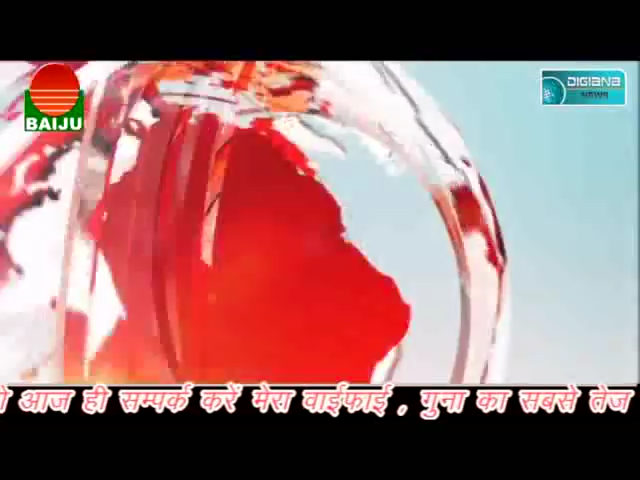 BAIJU
DIGIANA
NEWS
आज ही सम्पर्क करें मेरा वाईफाई , गुना का सबसे तेज